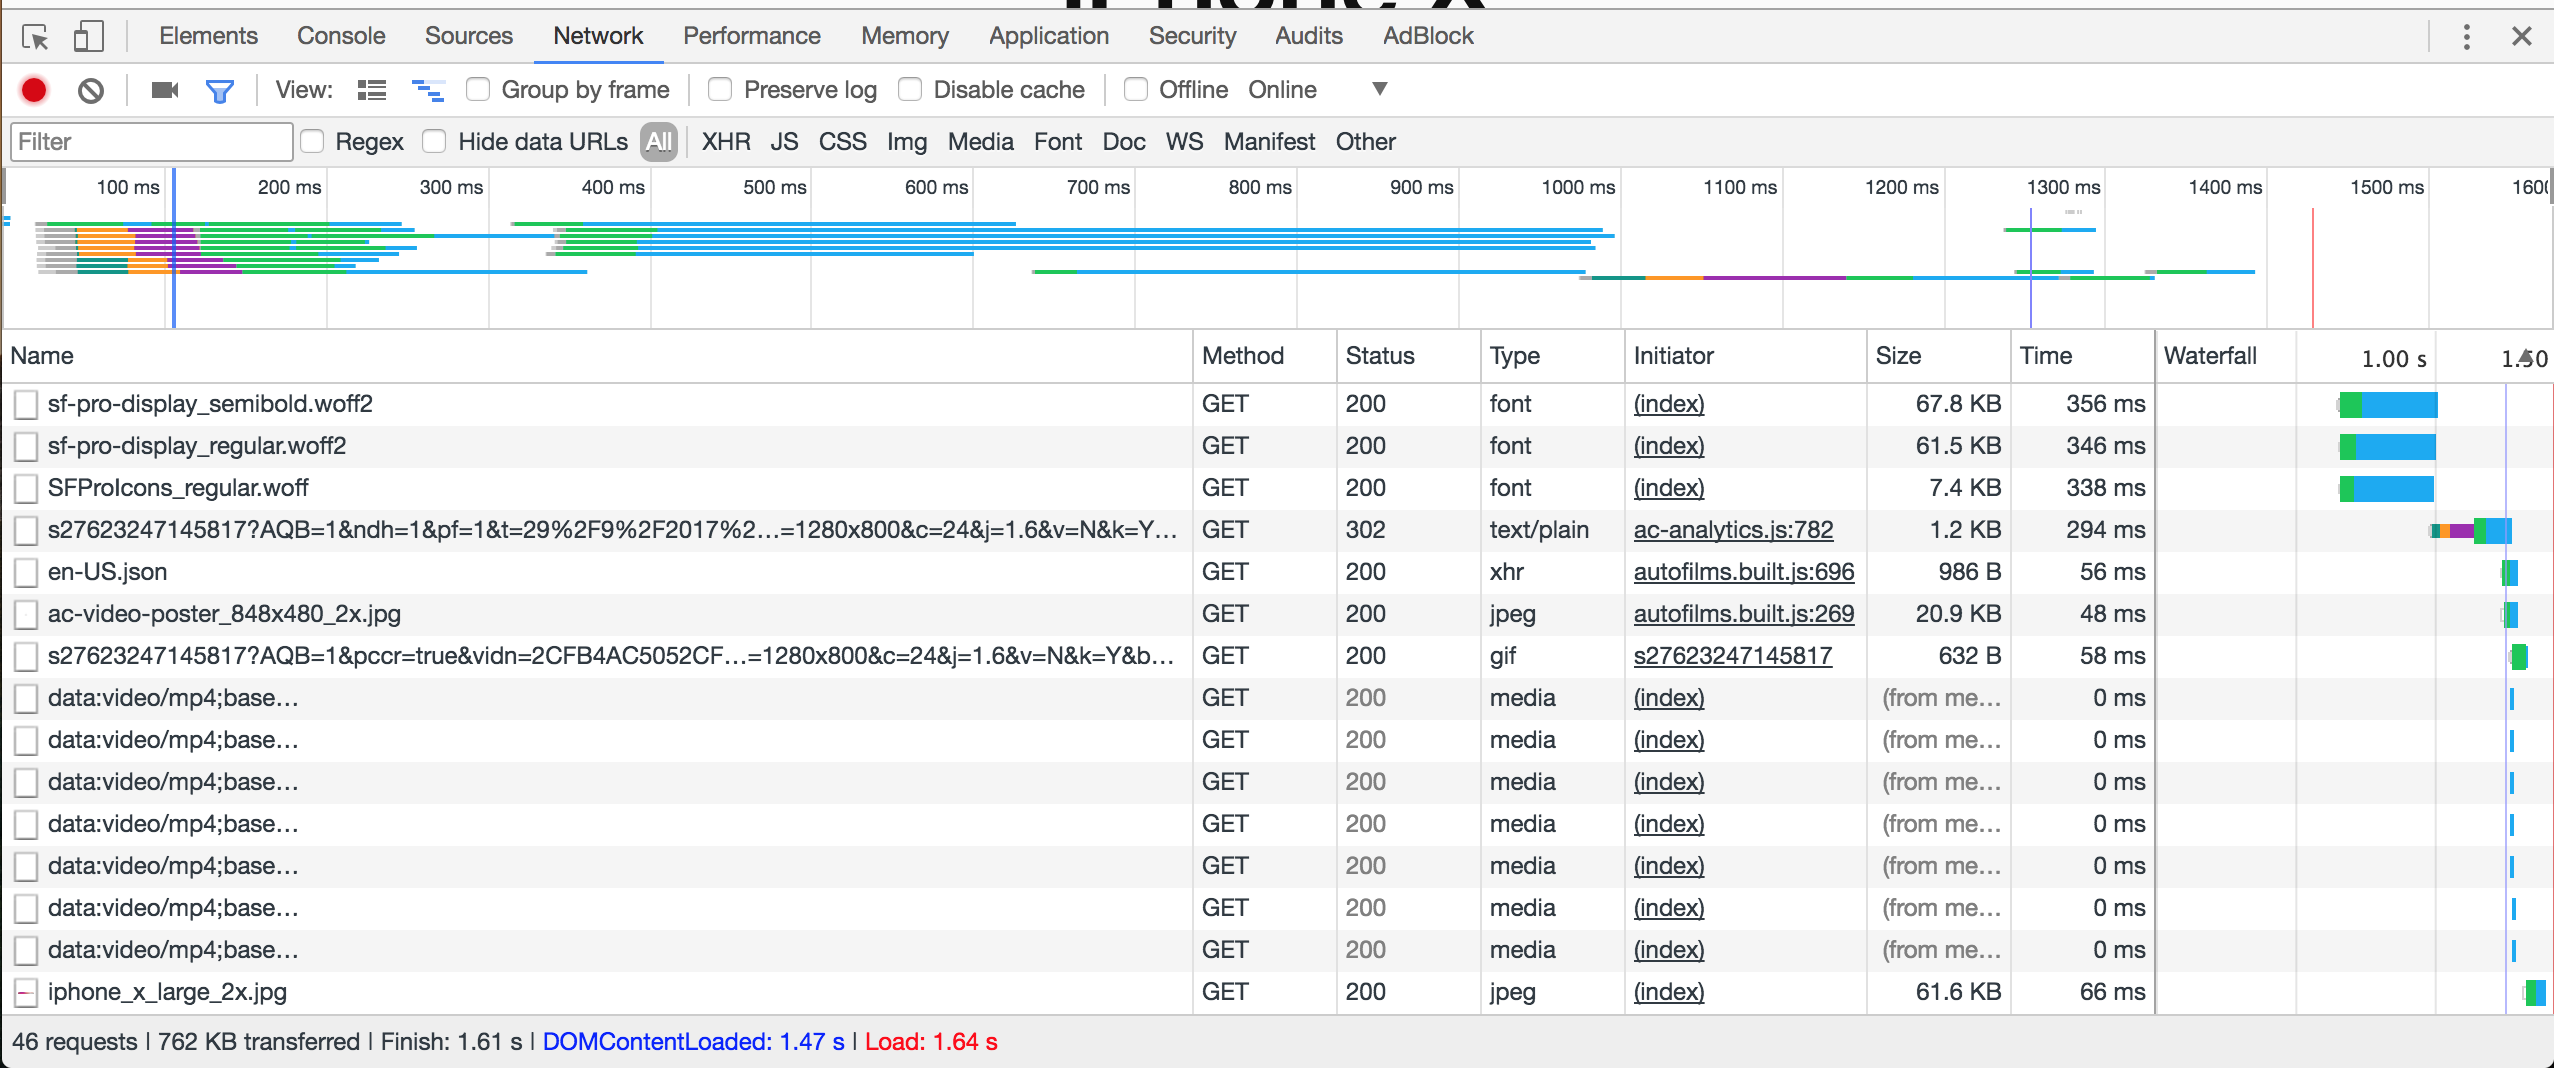 Elements Console Sources Network Performance Memory Application Security Audits AdBlock
View: Group by frame Preserve log Disable cache Offline Online
Filter Regex Hide data URLs All XHR JS CSS Img Media Font Doc WS Manifest Other
100 ms 200 ms 300 ms 400 ms 500 ms 600 ms 700 ms 800 ms 900 ms 1000 ms 1100 ms 1200 ms 1300 ms 1400 ms 1500 ms
Name Method Status Type Initiator Size Time Waterfall 1.00 s 1.50
sf-pro-display_semibold.woff2 GET 200 font (index) 67.8 KB 356 ms
sf-pro-display_regular.woff2 GET 200 font (index) 61.5 KB 346 ms
SFProIcons_regular.woff GET 200 font (index) 7.4 KB 338 ms
s27623247145817?AQB=1&ndh=1&pf=1&t=29%2F9%2F2017%2…=1280x800&c=24&j=1.6&v=N&k=Y… GET 302 text/plain ac-analytics.js:782 1.2 KB 294 ms
en-US.json GET 200 xhr autofilms.built.js:696 986 B 56 ms
ac-video-poster_848x480_2x.jpg GET 200 jpeg autofilms.built.js:269 20.9 KB 48 ms
s27623247145817?AQB=1&pccr=true&vidn=2CFB4AC5052CF…=1280x800&c=24&j=1.6&v=N&k=Y&b… GET 200 gif s27623247145817 632 B 58 ms
data:video/mp4;base… GET 200 media (index) (from me… 0 ms
data:video/mp4;base… GET 200 media (index) (from me… 0 ms
data:video/mp4;base… GET 200 media (index) (from me… 0 ms
data:video/mp4;base… GET 200 media (index) (from me… 0 ms
data:video/mp4;base… GET 200 media (index) (from me… 0 ms
data:video/mp4;base… GET 200 media (index) (from me… 0 ms
data:video/mp4;base… GET 200 media (index) (from me… 0 ms
iphone_x_large_2x.jpg GET 200 jpeg (index) 61.6 KB 66 ms
46 requests | 762 KB transferred | Finish: 1.61 s | DOMContentLoaded: 1.47 s | Load: 1.64 s